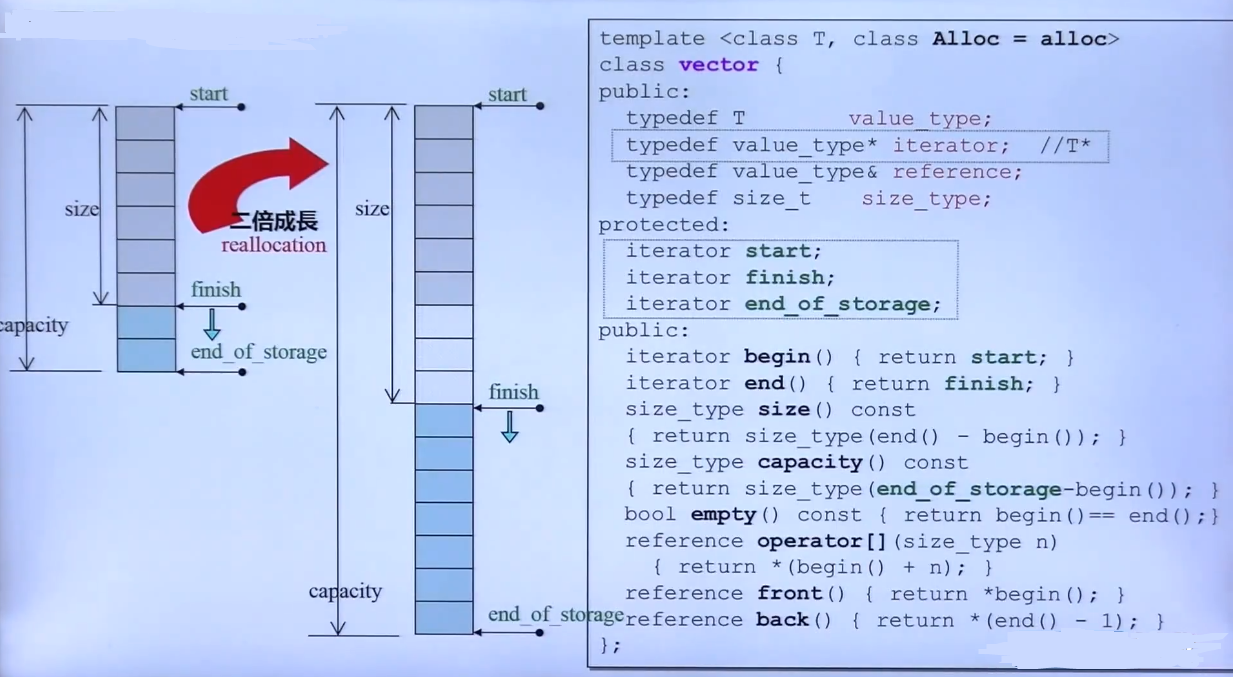 start
size
finish
capacity
end_of_storage
二倍成長
reallocation
start
size
finish
capacity
end_of_storage
template <class T, class Alloc = alloc>
class vector {
public:
typedef T value_type;
typedef value_type* iterator; //T*
typedef value_type& reference;
typedef size_t size_type;
protected:
iterator start;
iterator finish;
iterator end_of_storage;
public:
iterator begin() { return start; }
iterator end() { return finish; }
size_type size() const
{ return size_type(end() - begin()); }
size_type capacity() const
{ return size_type(end_of_storage-begin()); }
bool empty() const { return begin()== end();}
reference operator[](size_type n)
{ return *(begin() + n); }
reference front() { return *begin(); }
reference back() { return *(end() - 1); }
};